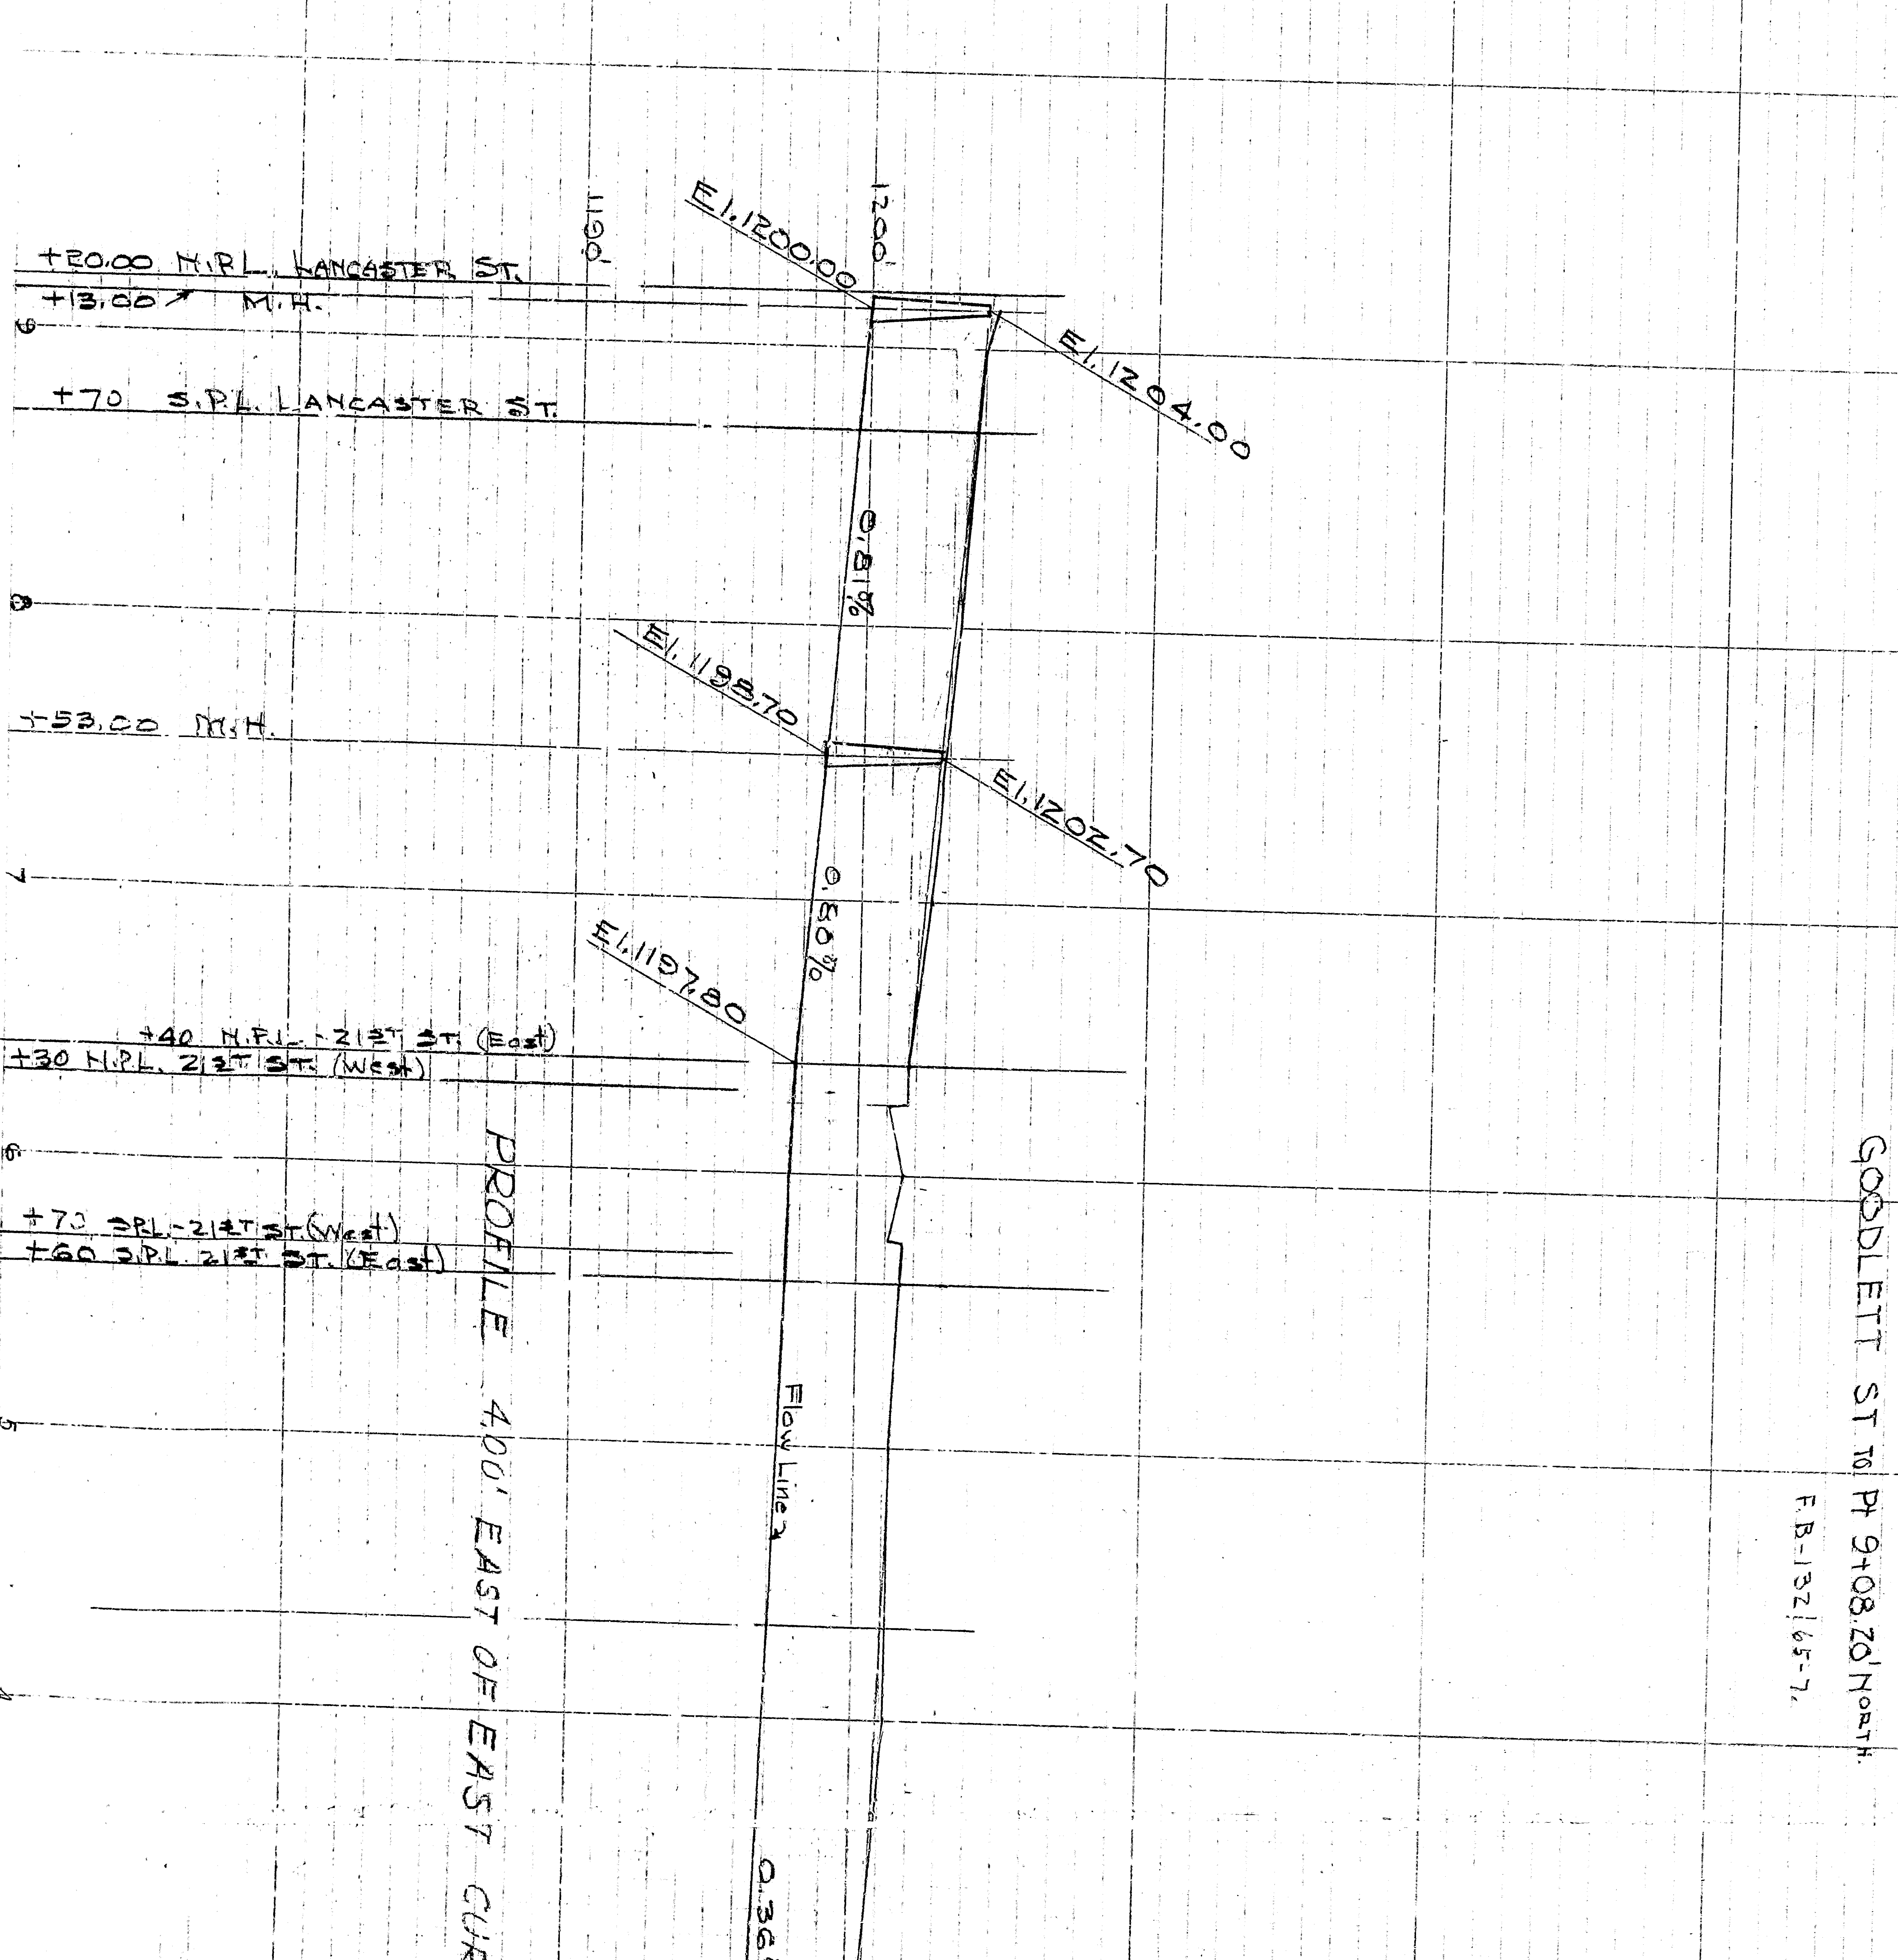 1190
1200
El. 1200.00
+20.00 N.P.L. LANCASTER ST.
+13.00 M.H.
9
El. 1204.00
+70 S.P.L. LANCASTER ST.
0.81%
8
El. 1198.70
+53.00 M.H.
El. 1202.70
7
0.80%
El. 1197.80
+40 N.P.L. - 21ST ST. (East)
+30 N.P.L. 21ST ST. (West)
6
+70 S.P.L. - 21ST ST. (West)
+60 S.P.L. 21ST ST. (East)
5
Flow Line
4
PROFILE 4.00' EAST OF EAST CUR
0.36
GOODLETT ST TO Pt 9+08.20' NORTH.
F.B-132/65-7.